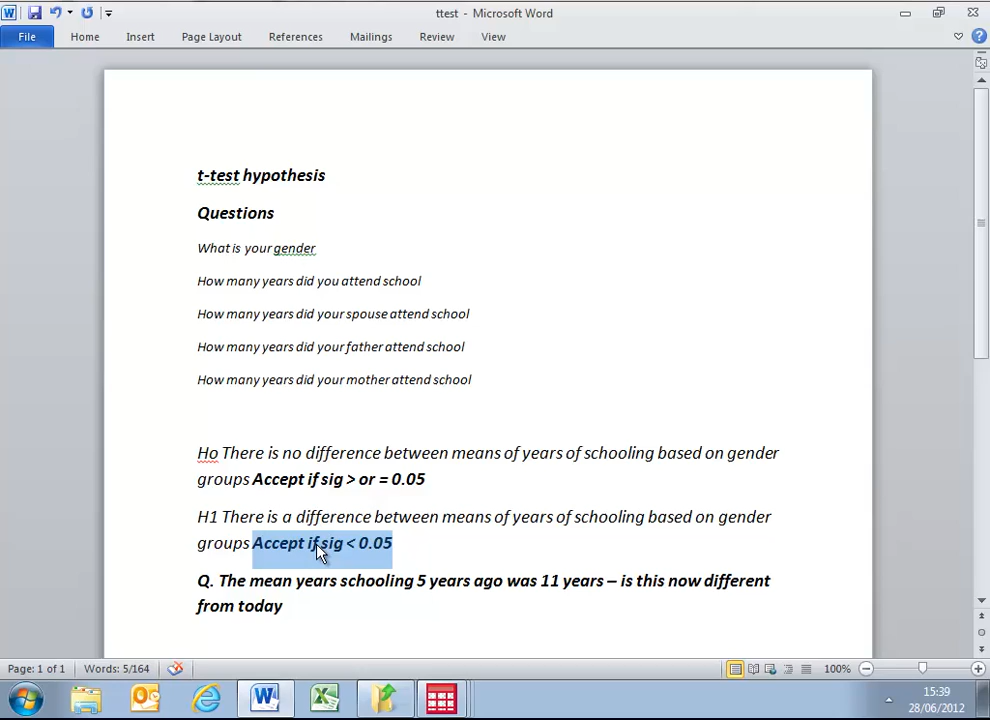 ttest - Microsoft Word
File Home Insert Page Layout References Mailings Review View
t-test hypothesis
Questions
What is your gender
How many years did you attend school
How many years did your spouse attend school
How many years did your father attend school
How many years did your mother attend school
Ho There is no difference between means of years of schooling based on gender
groups Accept if sig > or = 0.05
H1 There is a difference between means of years of schooling based on gender
groups Accept if sig < 0.05
Q. The mean years schooling 5 years ago was 11 years – is this now different
from today
Page: 1 of 1 Words: 5/164 100%
15:39
28/06/2012